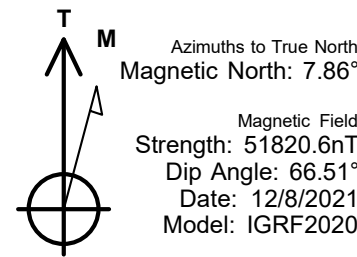 T
M
Azimuths to True North
Magnetic North: 7.86°
Magnetic Field
Strength: 51820.6nT
Dip Angle: 66.51°
Date: 12/8/2021
Model: IGRF2020